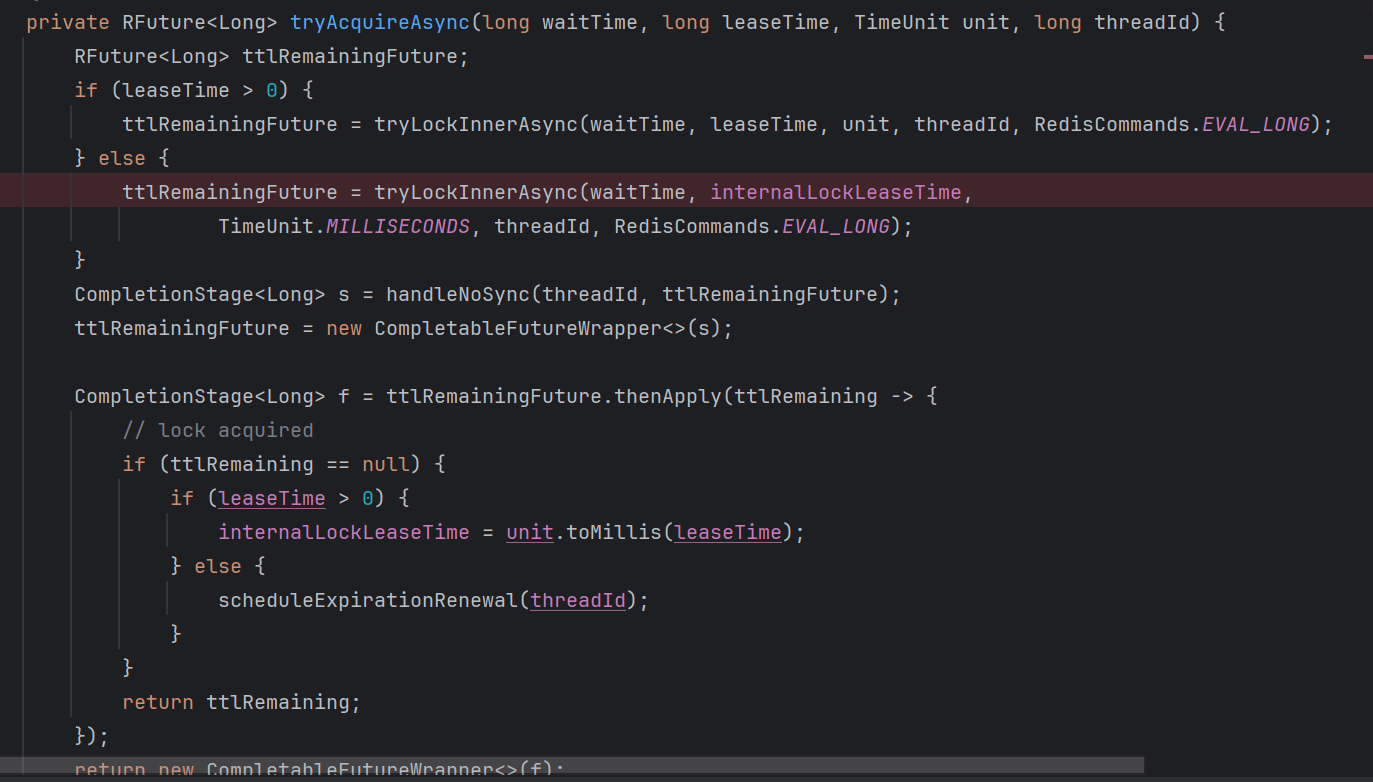 private RFuture<Long> tryAcquireAsync(long waitTime, long leaseTime, TimeUnit unit, long threadId) {
    RFuture<Long> ttlRemainingFuture;
    if (leaseTime > 0) {
        ttlRemainingFuture = tryLockInnerAsync(waitTime, leaseTime, unit, threadId, RedisCommands.EVAL_LONG);
    } else {
        ttlRemainingFuture = tryLockInnerAsync(waitTime, internalLockLeaseTime,
                TimeUnit.MILLISECONDS, threadId, RedisCommands.EVAL_LONG);
    }
    CompletionStage<Long> s = handleNoSync(threadId, ttlRemainingFuture);
    ttlRemainingFuture = new CompletableFutureWrapper<>(s);

    CompletionStage<Long> f = ttlRemainingFuture.thenApply(ttlRemaining -> {
        // lock acquired
        if (ttlRemaining == null) {
            if (leaseTime > 0) {
                internalLockLeaseTime = unit.toMillis(leaseTime);
            } else {
                scheduleExpirationRenewal(threadId);
            }
        }
        return ttlRemaining;
    });
    return new CompletableFutureWrapper<>(f);